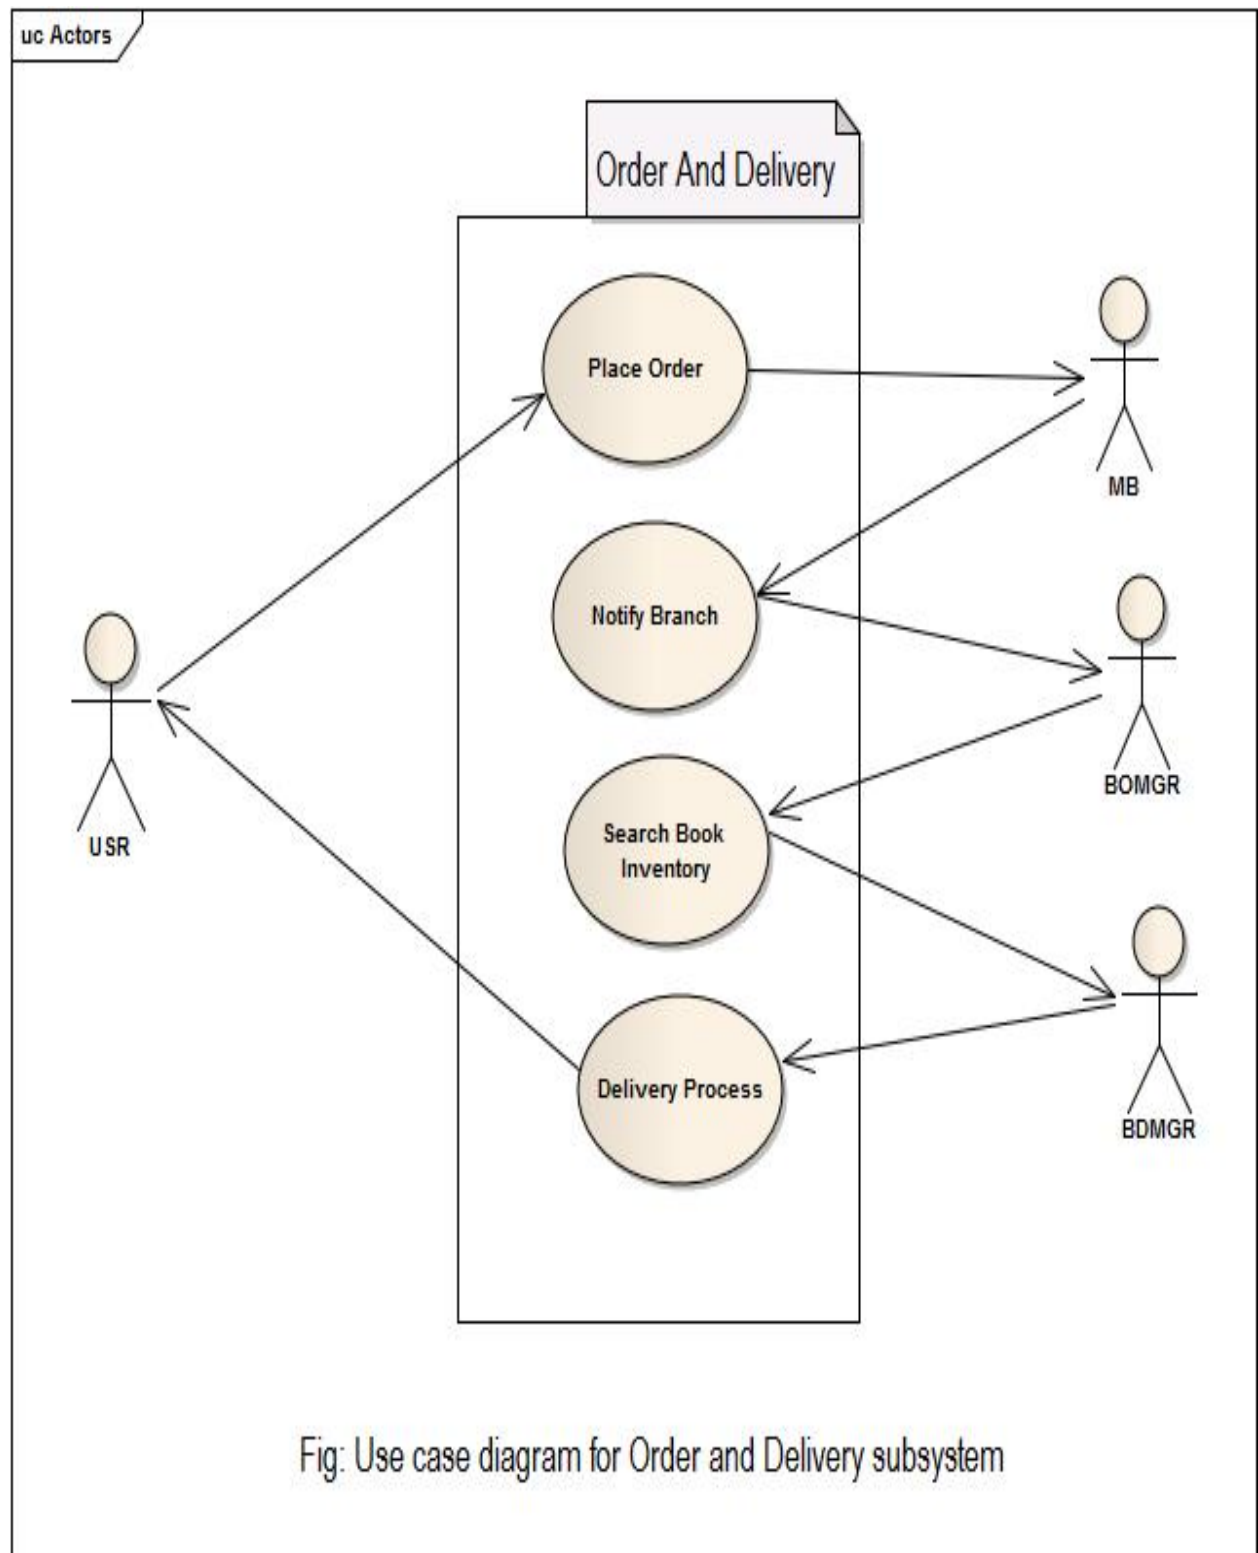 uc Actors
Order And Delivery
Place Order
MB
Notify Branch
BOMGR
USR
Search Book
Inventory
Delivery Process
BDMGR
Fig: Use case diagram for Order and Delivery subsystem